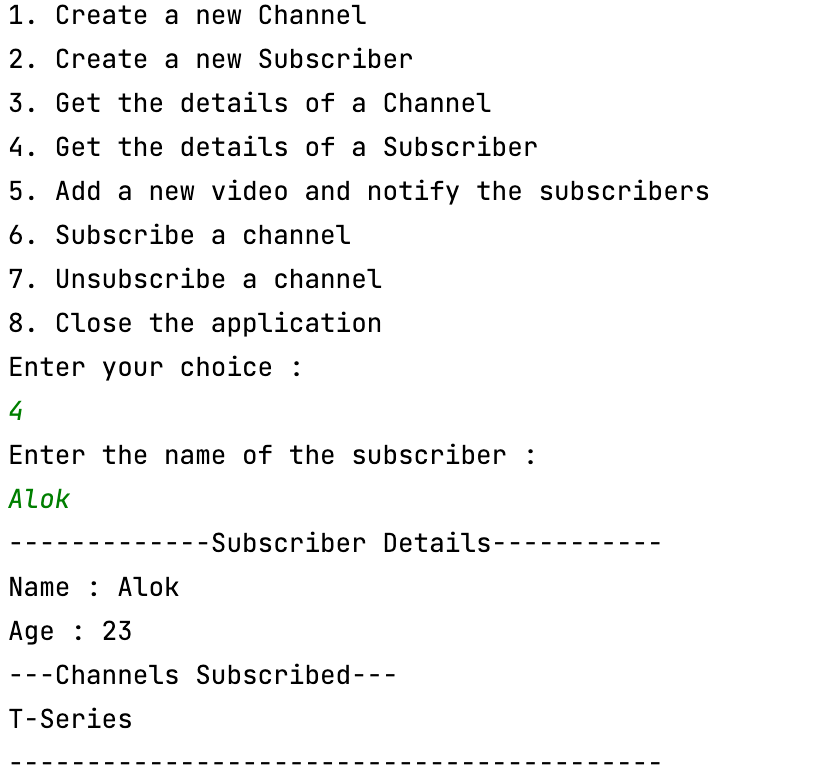 1. Create a new Channel
2. Create a new Subscriber
3. Get the details of a Channel
4. Get the details of a Subscriber
5. Add a new video and notify the subscribers
6. Subscribe a channel
7. Unsubscribe a channel
8. Close the application
Enter your choice :
4
Enter the name of the subscriber :
Alok
-------------Subscriber Details-----------
Name : Alok
Age : 23
---Channels Subscribed---
T-Series
------------------------------------------